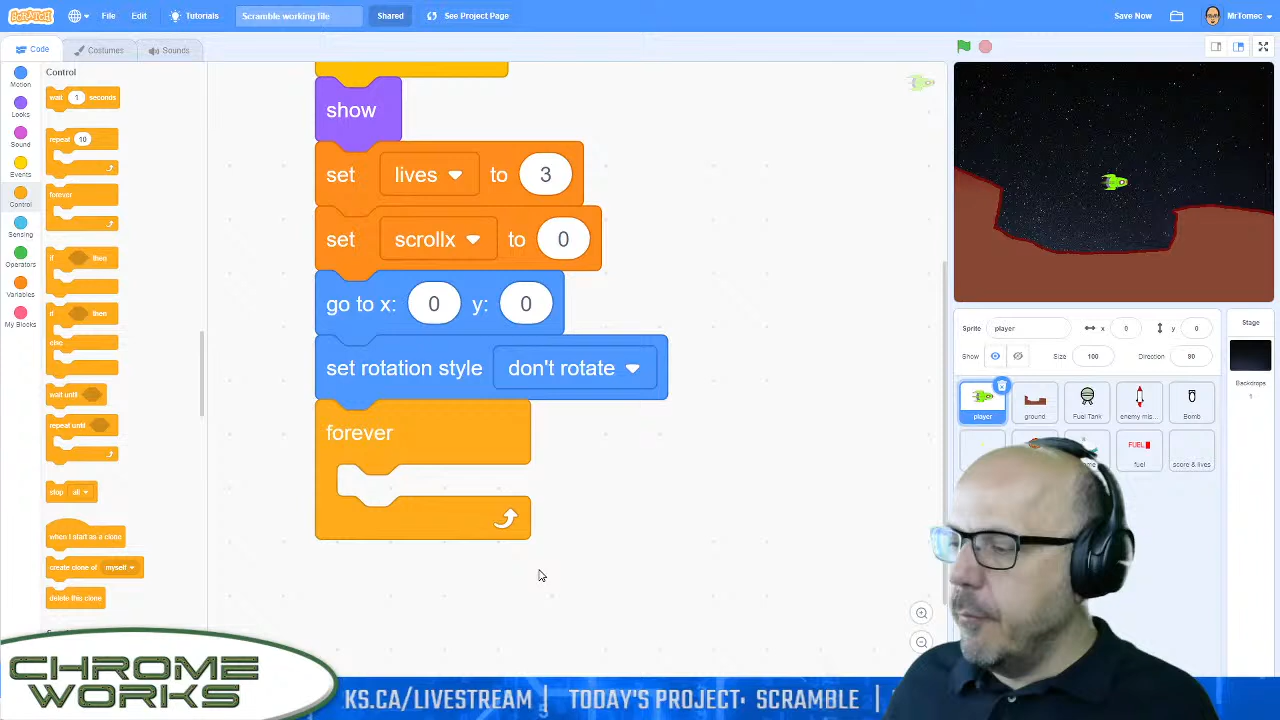 SCRATCH File Edit Tutorials Scramble working file Shared See Project Page Save Now MrTomec
Code Costumes Sounds
Motion
Looks
Sound
Events
Control
Sensing
Operators
Variables
My Blocks
Control
wait 1 seconds
repeat 10
forever
if then
if then
else
wait until
repeat until
stop all
when I start as a clone
create clone of myself
delete this clone
show
set lives to 3
set scrollx to 0
go to x: 0 y: 0
set rotation style don't rotate
forever
Sprite player x 0 y 0
Show Size 100 Direction 90
Stage
Backdrops
1
player ground Fuel Tank enemy mis... Bomb
FUEL
fuel score & lives
CHROME
WORKS
KS.CA/LIVESTREAM | TODAY'S PROJECT: SCRAMBLE |